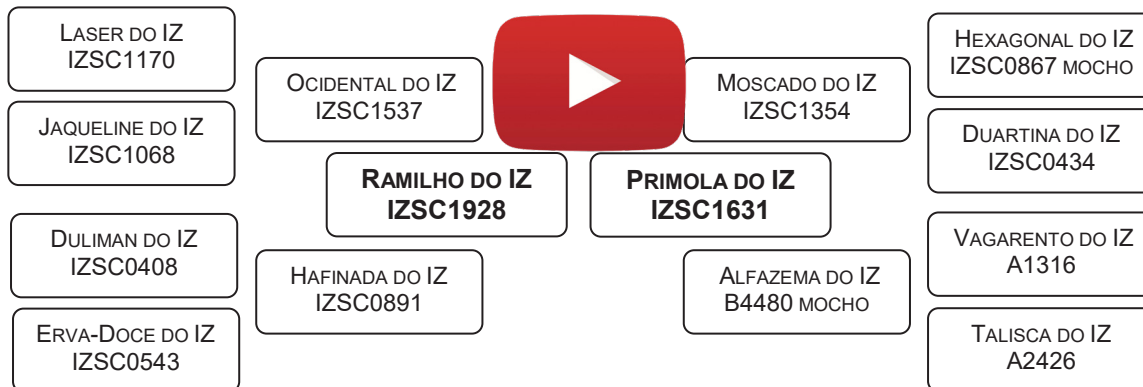 LASER DO IZ
IZSC1170
JAQUELINE DO IZ
IZSC1068
DULIMAN DO IZ
IZSC0408
ERVA-DOCE DO IZ
IZSC0543
OCIDENTAL DO IZ
IZSC1537
HAFINADA DO IZ
IZSC0891
RAMILHO DO IZ
IZSC1928
PRIMOLA DO IZ
IZSC1631
MOSCADO DO IZ
IZSC1354
ALFAZEMA DO IZ
B4480 MOCHO
HEXAGONAL DO IZ
IZSC0867 MOCHO
DUARTINA DO IZ
IZSC0434
VAGARENTO DO IZ
A1316
TALISCA DO IZ
A2426